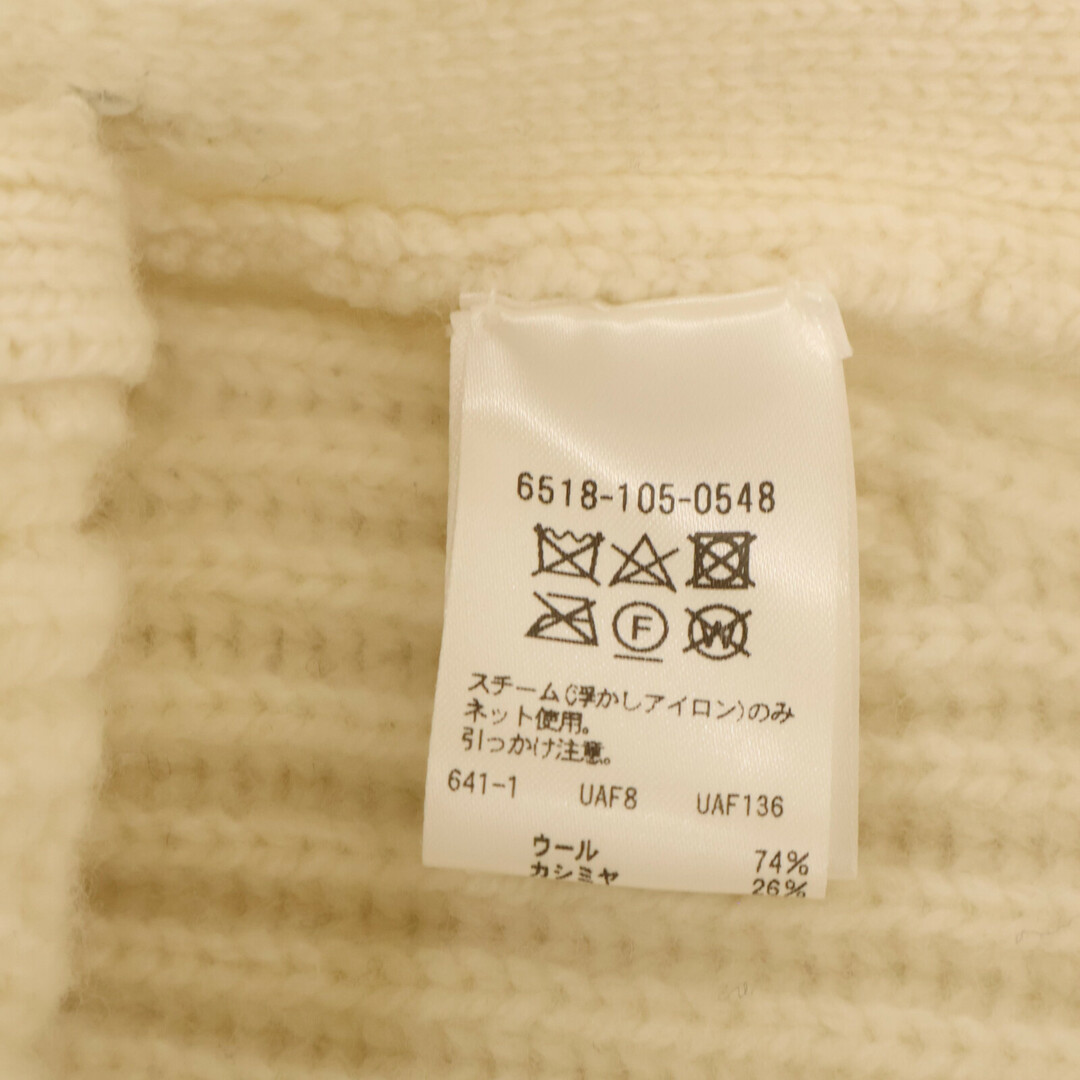 6518-105-0548
F W
スチーム(浮かしアイロン)のみ
ネット使用。
引っかけ注意。
641-1 UAF8 UAF136
ウール 74%
カシミヤ 26%